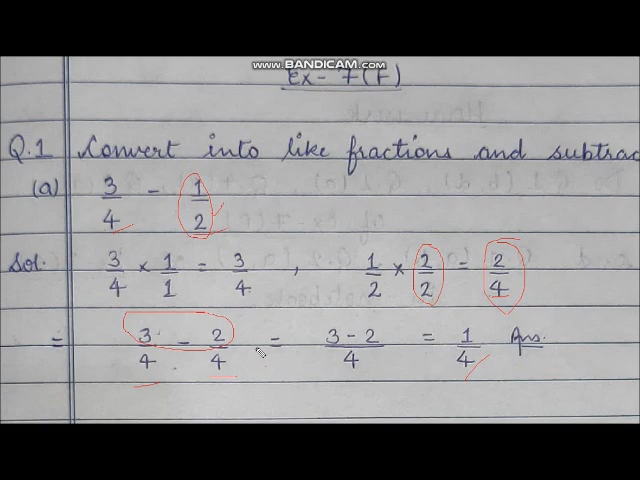 www.BANDICAM.com
Ex - 7(F)
Q.1 Convert into like fractions and subtrac
(a) 3/4 - 1/2
Sol. 3/4 × 1/1 = 3/4 , 1/2 × 2/2 = 2/4
= 3/4 - 2/4 = 3-2/4 = 1/4 Ans.